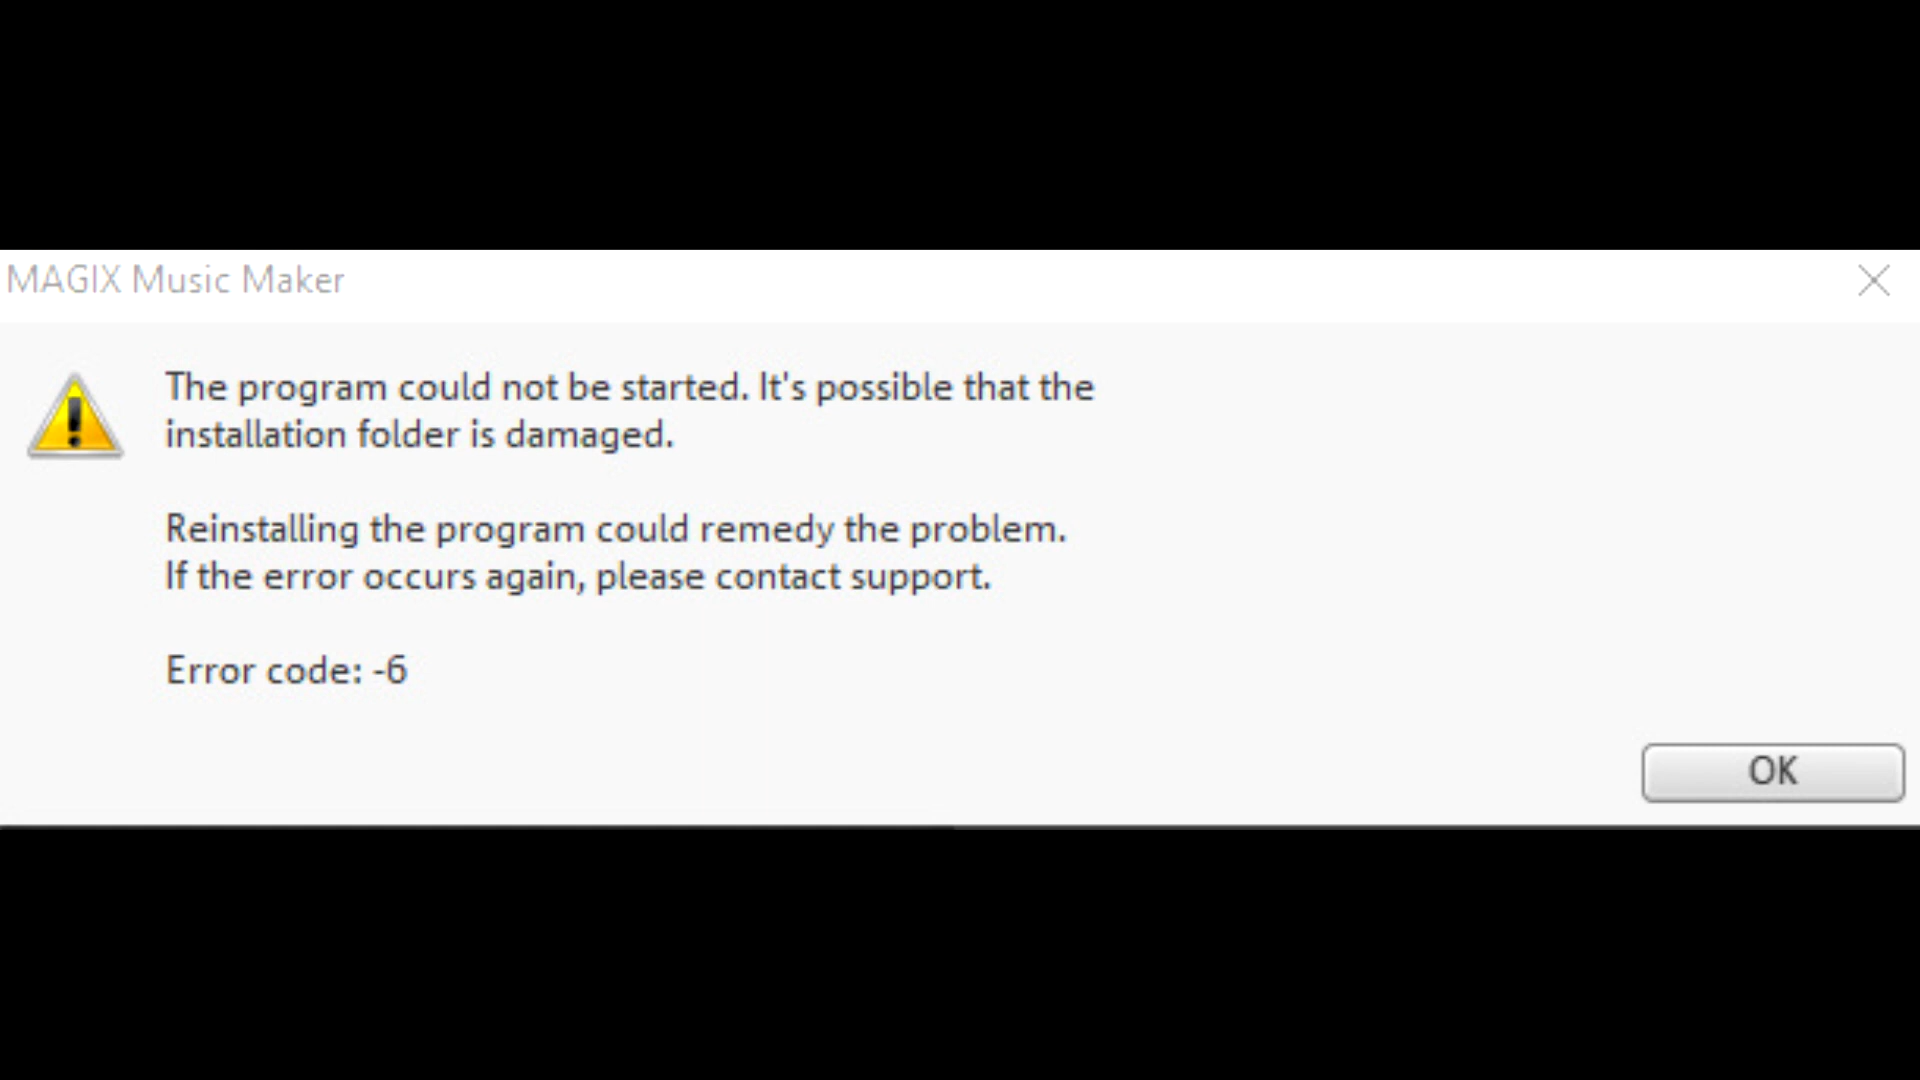 MAGIX Music Maker
The program could not be started. It's possible that the
installation folder is damaged.
Reinstalling the program could remedy the problem.
If the error occurs again, please contact support.
Error code: -6
OK